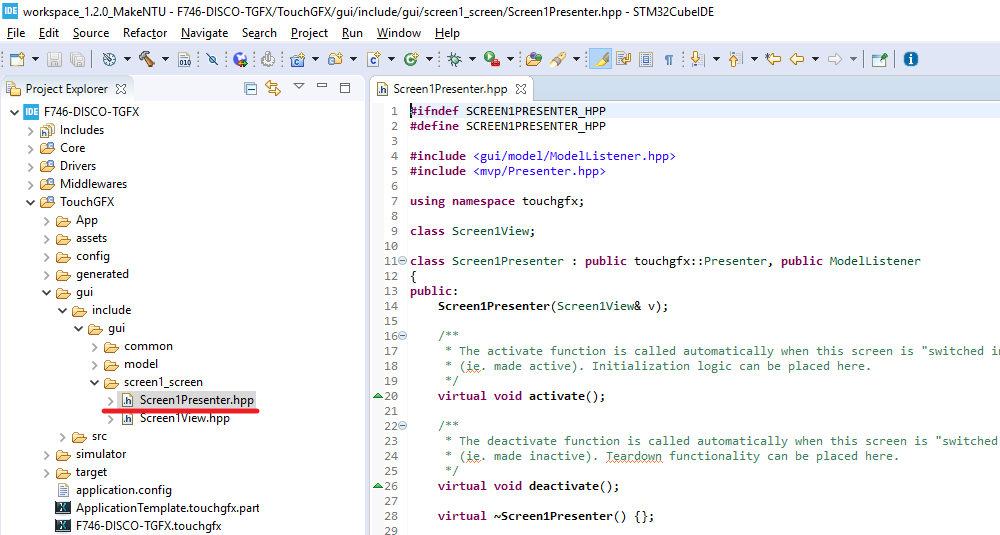 IDE workspace_1.2.0_MakeNTU - F746-DISCO-TGFX/TouchGFX/gui/include/gui/screen1_screen/Screen1Presenter.hpp - STM32CubeIDE
File Edit Source Refactor Navigate Search Project Run Window Help
Project Explorer
IDE F746-DISCO-TGFX
Includes
Core
Drivers
Middlewares
TouchGFX
App
assets
config
generated
gui
include
gui
common
model
screen1_screen
Screen1Presenter.hpp
Screen1View.hpp
src
simulator
target
application.config
ApplicationTemplate.touchgfx.part
F746-DISCO-TGFX.touchgfx
Screen1Presenter.hpp
1 #ifndef SCREEN1PRESENTER_HPP
2 #define SCREEN1PRESENTER_HPP
3
4 #include <gui/model/ModelListener.hpp>
5 #include <mvp/Presenter.hpp>
6
7 using namespace touchgfx;
8
9 class Screen1View;
10
11 class Screen1Presenter : public touchgfx::Presenter, public ModelListener
12 {
13 public:
14 Screen1Presenter(Screen1View& v);
15
16 /**
17 * The activate function is called automatically when this screen is "switched in
18 * (ie. made active). Initialization logic can be placed here.
19 */
20 virtual void activate();
21
22 /**
23 * The deactivate function is called automatically when this screen is "switched
24 * (ie. made inactive). Teardown functionality can be placed here.
25 */
26 virtual void deactivate();
27
28 virtual ~Screen1Presenter() {};
29